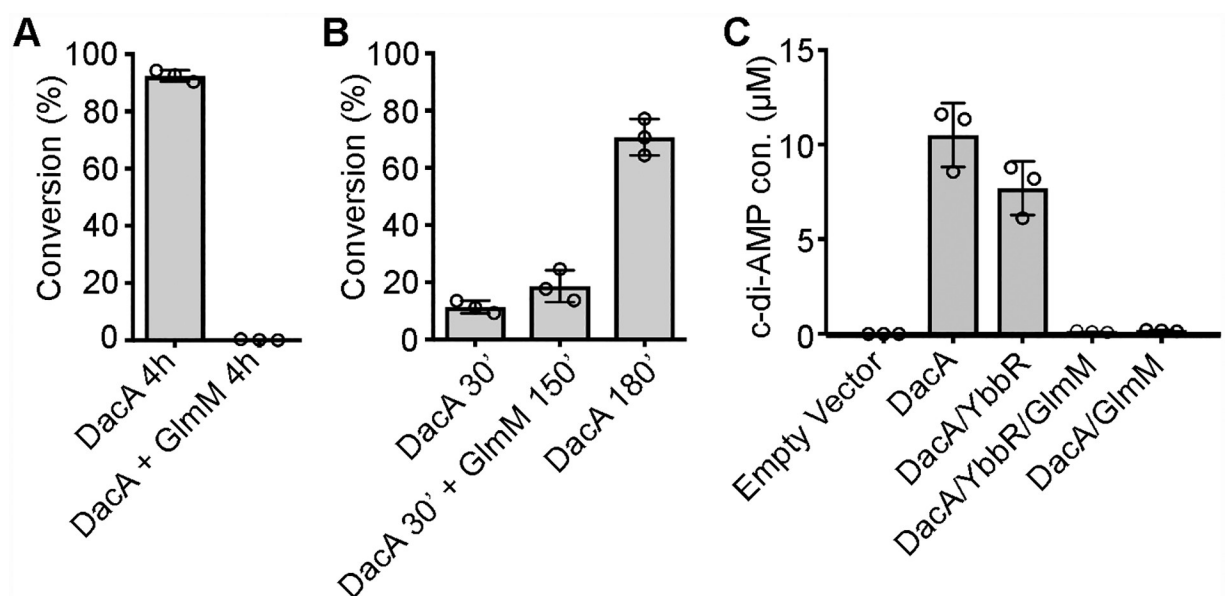 A
Conversion (%)
100
80
60
40
20
0
DacA 4h
DacA + GlmM 4h
B
Conversion (%)
100
80
60
40
20
0
DacA 30'
DacA 30' + GlmM 150'
DacA 180'
C
c-di-AMP con. (µM)
15
10
5
0
Empty Vector
DacA
DacA/YbbR
DacA/YbbR/GlmM
DacA/GlmM